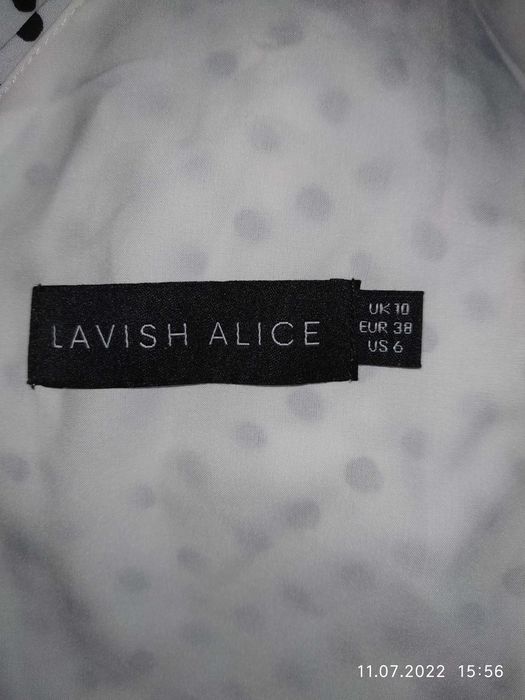 LAVISH ALICE
UK 10
EUR 38
US 6
11.07.2022 15:56